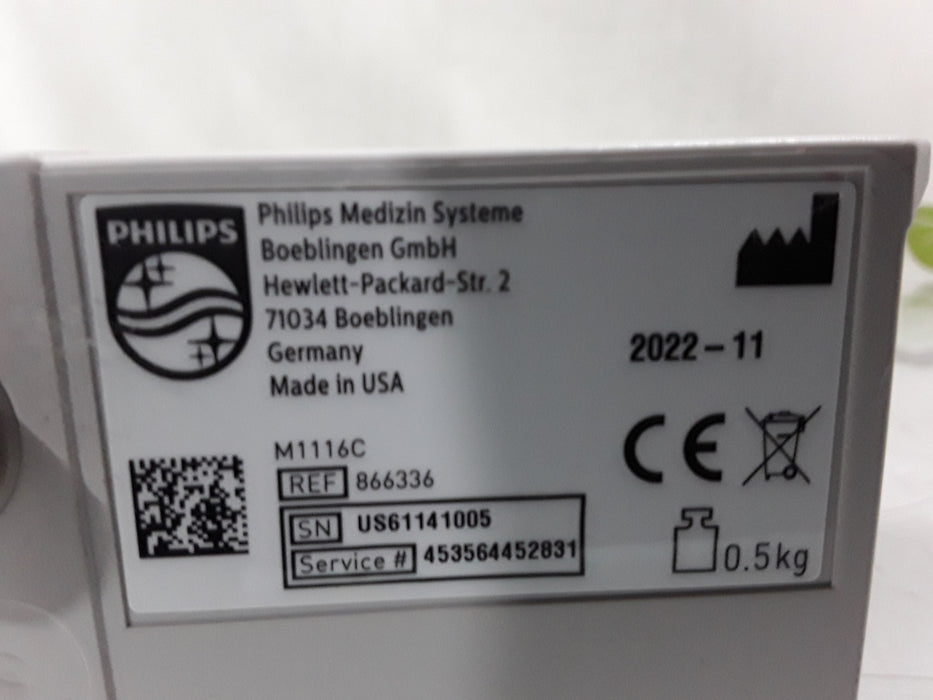 PHILIPS
Philips Medizin Systeme
Boeblingen GmbH
Hewlett-Packard-Str. 2
71034 Boeblingen
Germany
Made in USA
2022-11
CE
M1116C
REF 866336
SN US61141005
Service # 453564452831
0.5kg